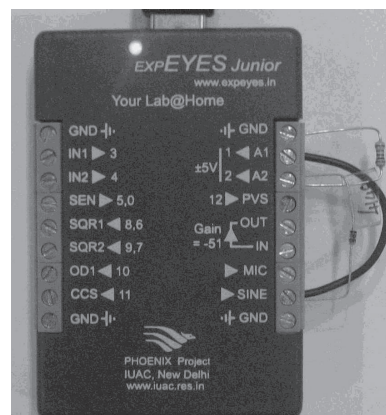 EXPEYES Junior
www.expeyes.in
Your Lab@Home
GND GND
IN1 3 1 A1
IN2 4 ±5V 2 A2
SEN 5,0 12 PVS
SQR1 8,6 Gain OUT
SQR2 9,7 = -51 IN
OD1 10 MIC
CCS 11 SINE
GND GND
PHOENIX Project
IUAC, New Delhi
www.iuac.res.in